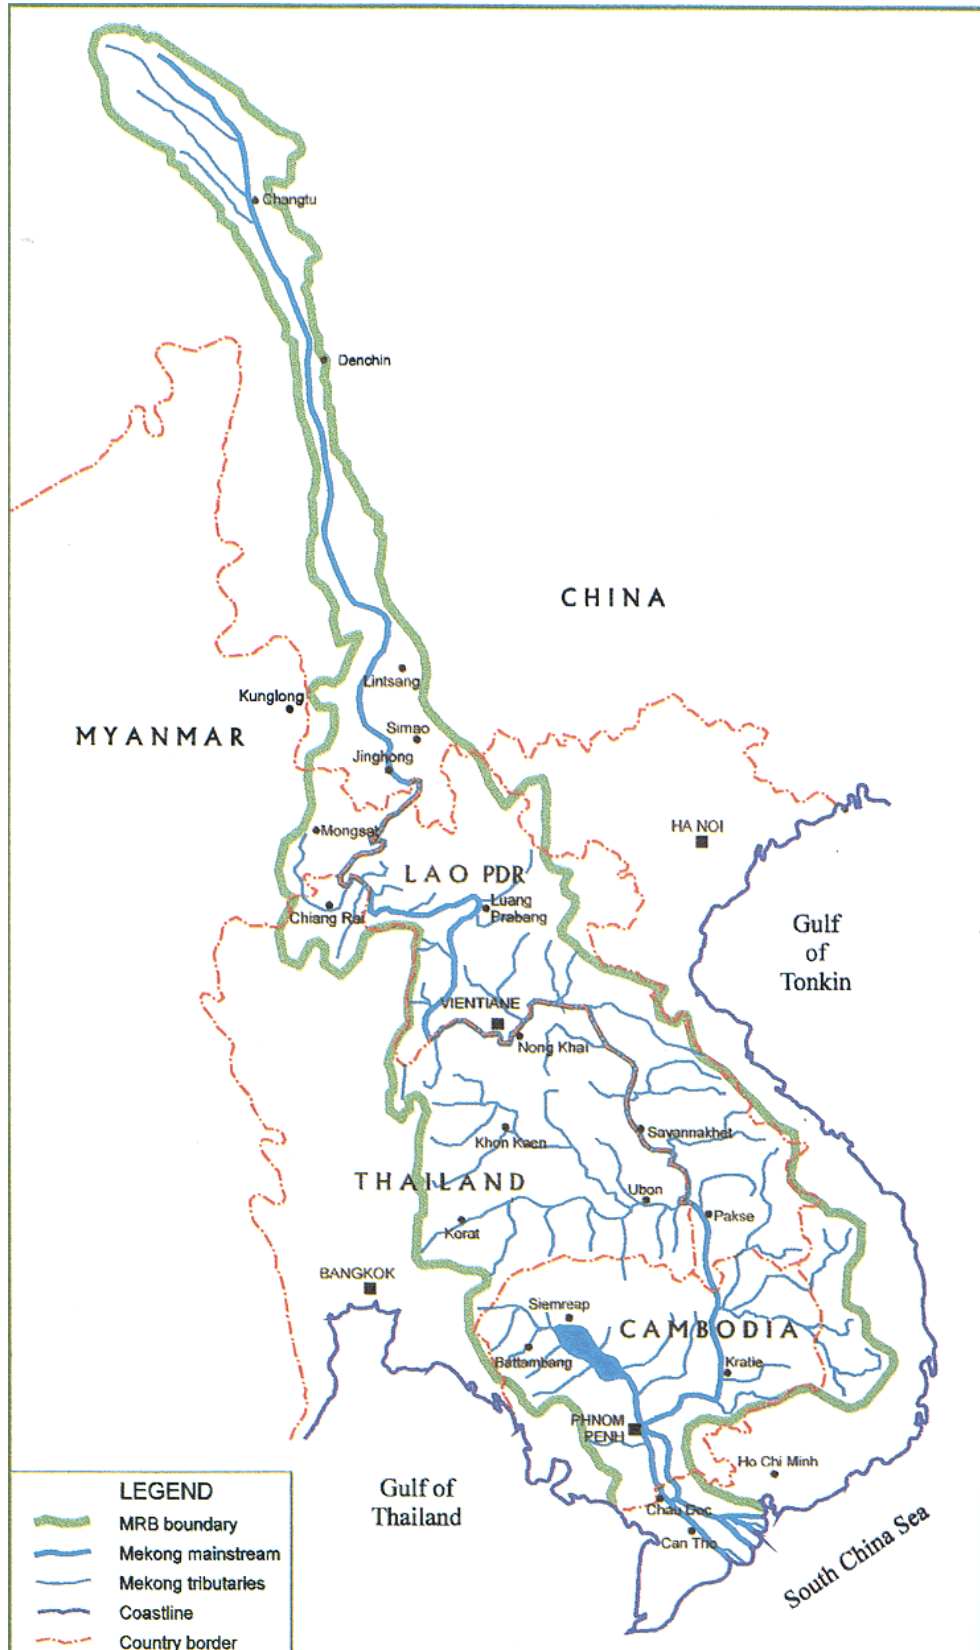 Changtu
Denchin
CHINA
Lintsang
Kunglong
MYANMAR
Simao
Jinghong
HA NOI
Mongsat
LAO PDR
Luang
Prabang
Chiang Rai
Gulf
of
Tonkin
VIENTIANE
Nong Khai
Khon Kaen
Savannakhet
THAILAND
Ubon
Pakse
Korat
BANGKOK
Siemreap
CAMBODIA
Battambang
Kratie
PHNOM
PENH
Ho Chi Minh
Gulf of
Thailand
Chau Doc
Can Tho
South China Sea
LEGEND
MRB boundary
Mekong mainstream
Mekong tributaries
Coastline
Country border